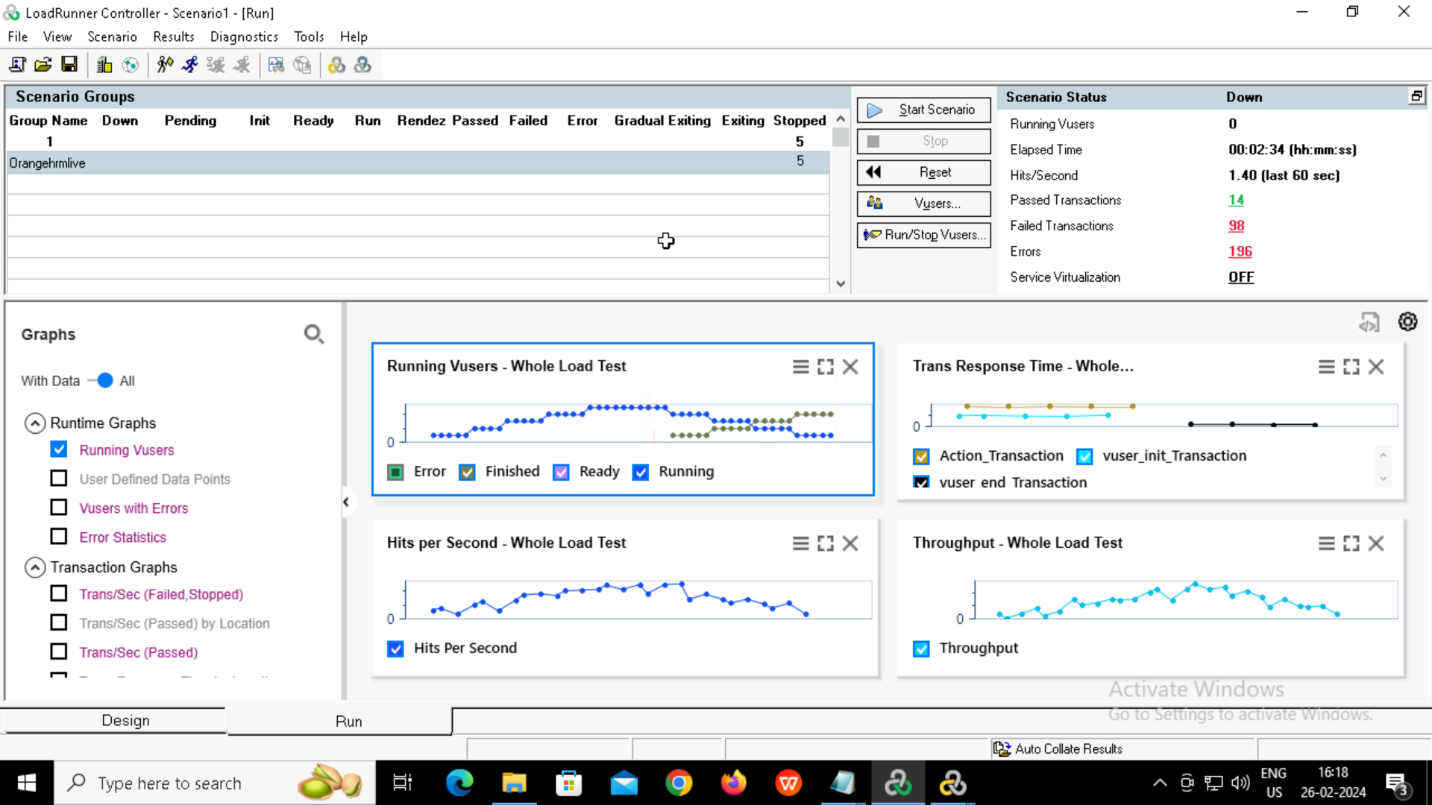 LoadRunner Controller - Scenario1 - [Run]
File View Scenario Results Diagnostics Tools Help
Scenario Groups
Group Name Down Pending Init Ready Run Rendez Passed Failed Error Gradual Exiting Exiting Stopped
1 5
Orangehrmlive 5
Start Scenario
Stop
Reset
Vusers...
Run/Stop Vusers...
Scenario Status Down
Running Vusers 0
Elapsed Time 00:02:34 (hh:mm:ss)
Hits/Second 1.40 (last 60 sec)
Passed Transactions 14
Failed Transactions 98
Errors 196
Service Virtualization OFF
Graphs
With Data All
Runtime Graphs
Running Vusers
User Defined Data Points
Vusers with Errors
Error Statistics
Transaction Graphs
Trans/Sec (Failed,Stopped)
Trans/Sec (Passed) by Location
Trans/Sec (Passed)
Running Vusers - Whole Load Test
0
Error Finished Ready Running
Trans Response Time - Whole...
0
Action_Transaction vuser_init_Transaction
vuser_end_Transaction
Hits per Second - Whole Load Test
0
Hits Per Second
Throughput - Whole Load Test
0
Throughput
Activate Windows
Go to Settings to activate Windows.
Design Run
Auto Collate Results
Type here to search
ENG
US
16:18
26-02-2024
3